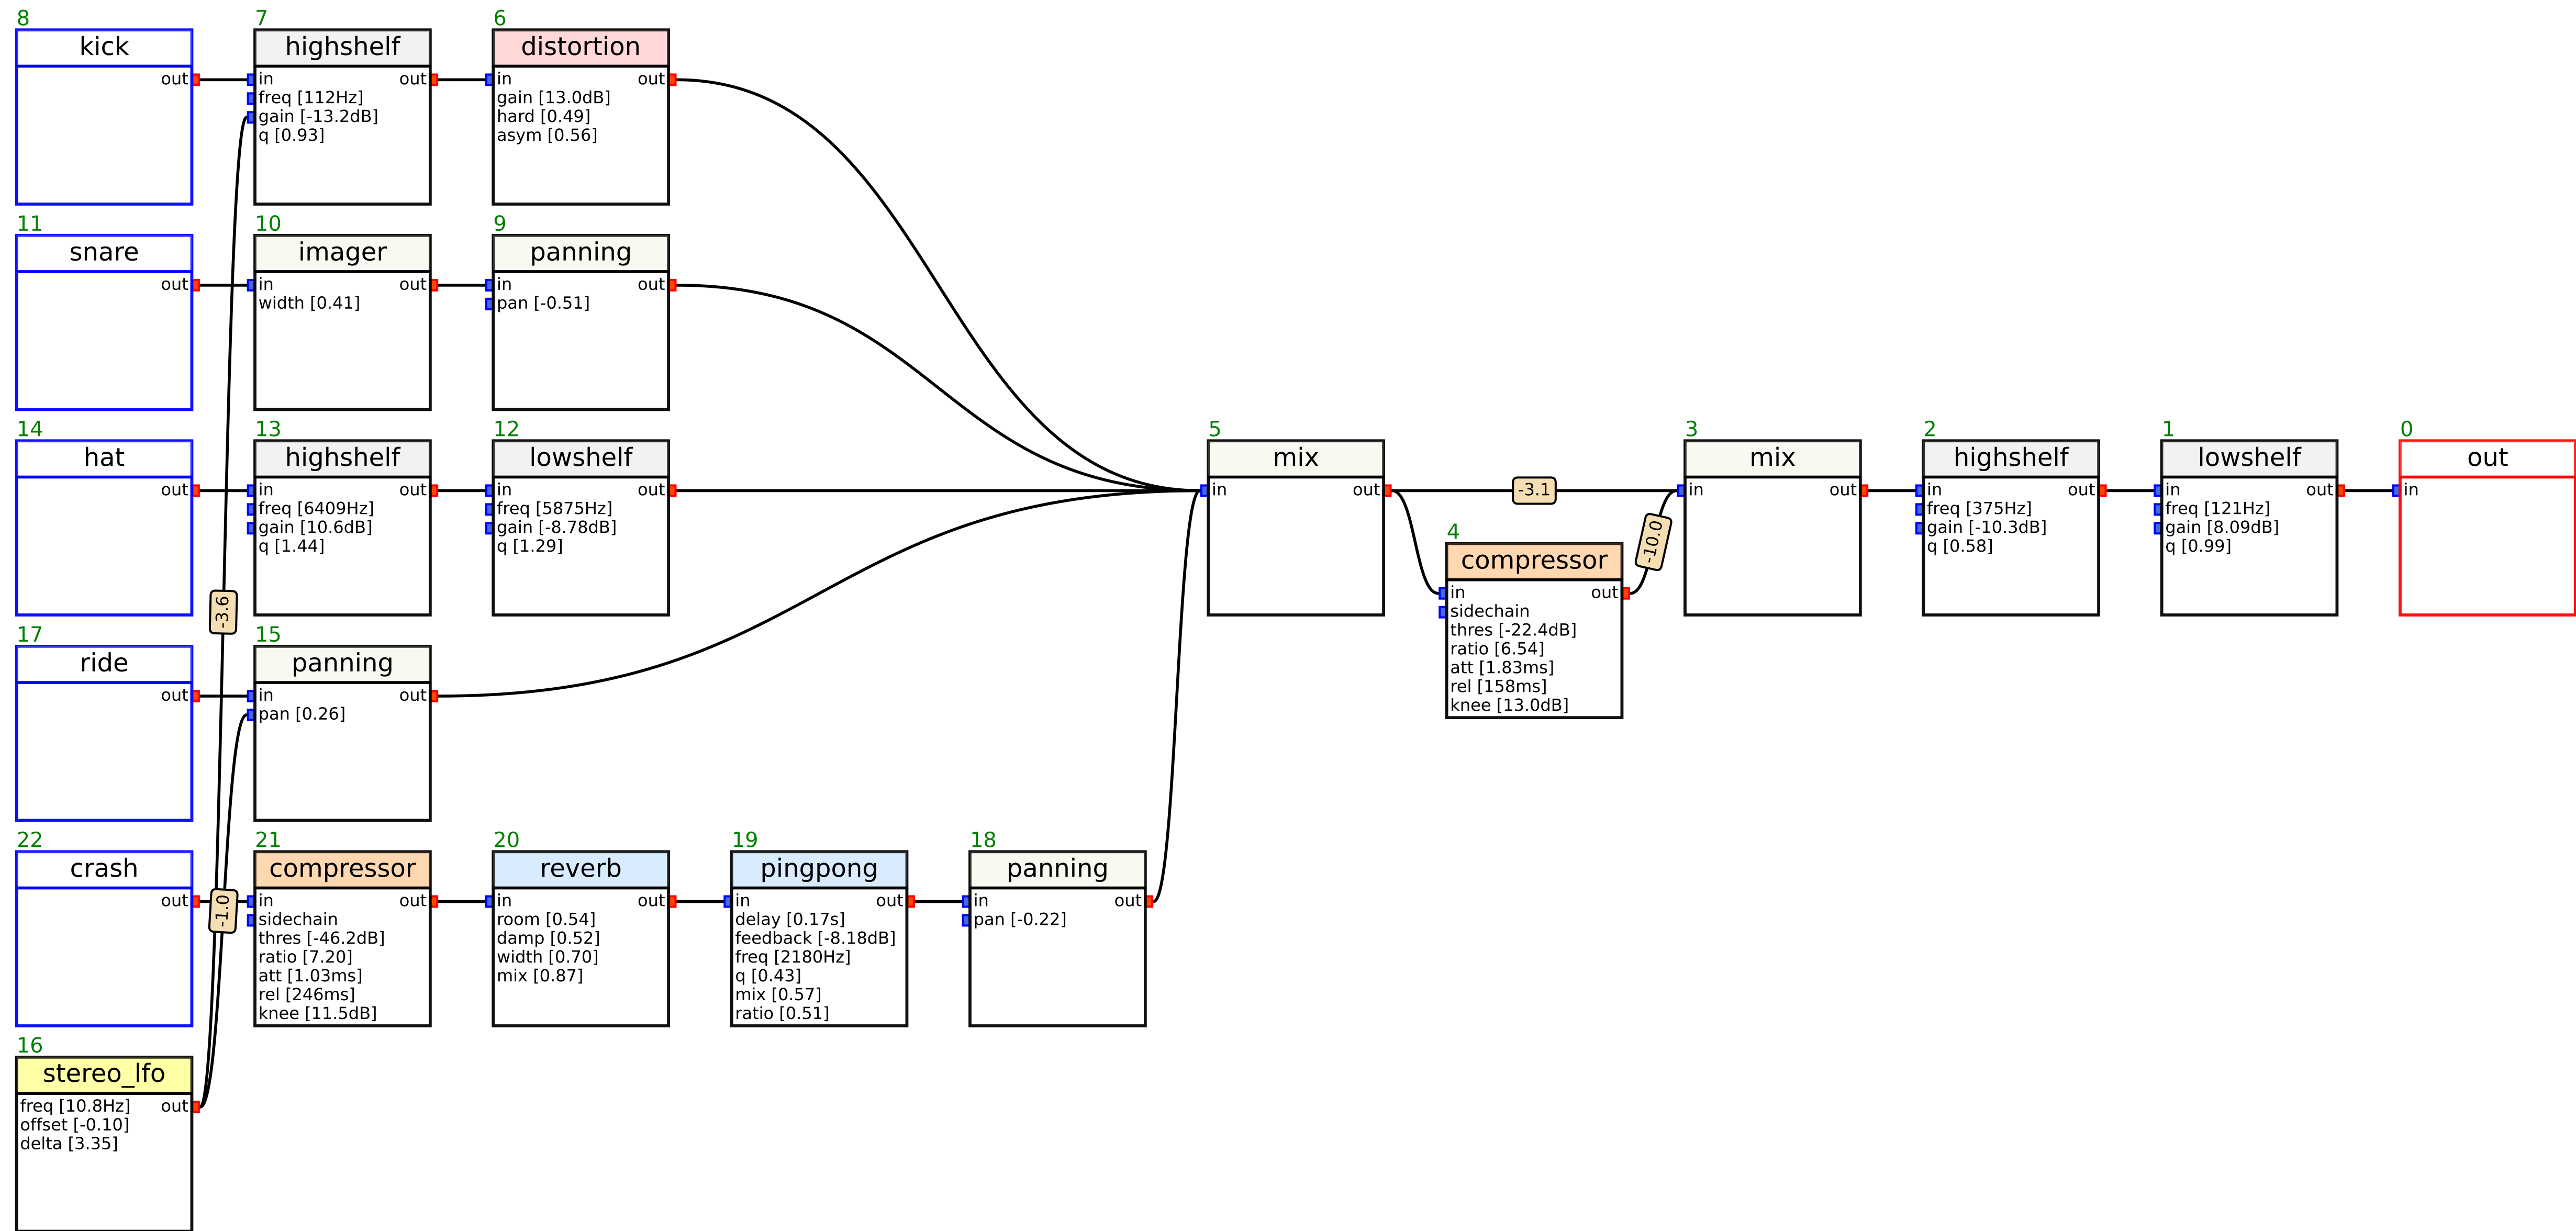 8
kick
out
7
highshelf
in out
freq [112Hz]
gain [-13.2dB]
q [0.93]
6
distortion
in out
gain [13.0dB]
hard [0.49]
asym [0.56]
11
snare
out
10
imager
in out
width [0.41]
9
panning
in out
pan [-0.51]
14
hat
out
13
highshelf
in out
freq [6409Hz]
gain [10.6dB]
q [1.44]
12
lowshelf
in out
freq [5875Hz]
gain [-8.78dB]
q [1.29]
5
mix
in out
-3.1
4
compressor
in out
sidechain
thres [-22.4dB]
ratio [6.54]
att [1.83ms]
rel [158ms]
knee [13.0dB]
-10.0
3
mix
in out
2
highshelf
in out
freq [375Hz]
gain [-10.3dB]
q [0.58]
1
lowshelf
in out
freq [121Hz]
gain [8.09dB]
q [0.99]
0
out
in
-3.6
17
ride
out
15
panning
in out
pan [0.26]
22
crash
out
-1.0
21
compressor
in out
sidechain
thres [-46.2dB]
ratio [7.20]
att [1.03ms]
rel [246ms]
knee [11.5dB]
20
reverb
in out
room [0.54]
damp [0.52]
width [0.70]
mix [0.87]
19
pingpong
in out
delay [0.17s]
feedback [-8.18dB]
freq [2180Hz]
q [0.43]
mix [0.57]
ratio [0.51]
18
panning
in out
pan [-0.22]
16
stereo_lfo
freq [10.8Hz] out
offset [-0.10]
delta [3.35]